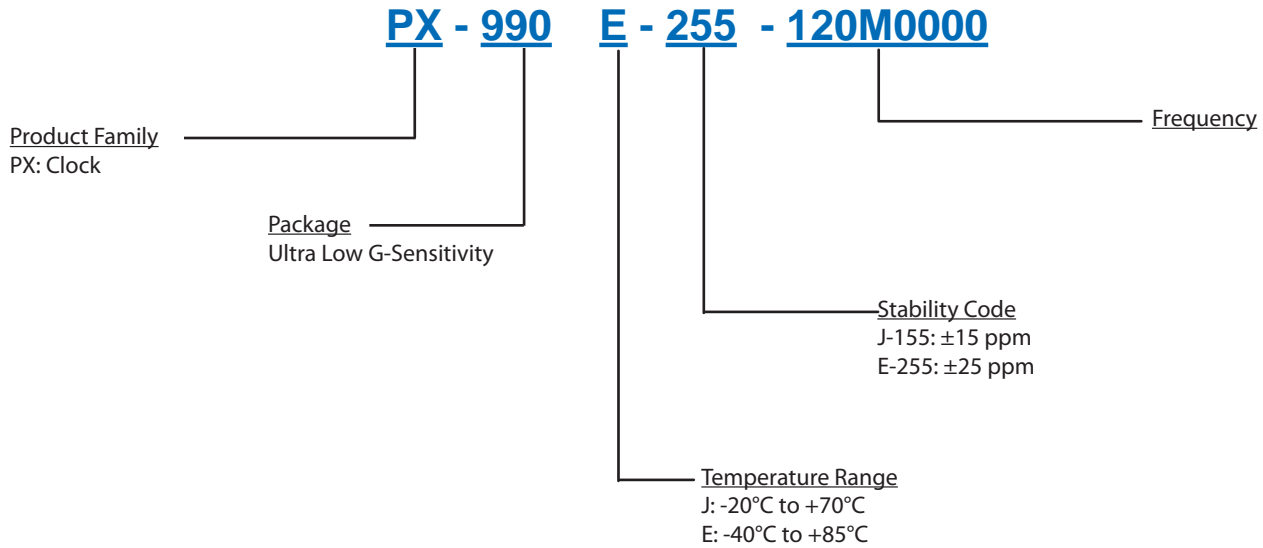 PX - 990 E - 255 - 120M0000
Product Family
PX: Clock
Frequency
Package
Ultra Low G-Sensitivity
Stability Code
J-155: ±15 ppm
E-255: ±25 ppm
Temperature Range
J: -20°C to +70°C
E: -40°C to +85°C